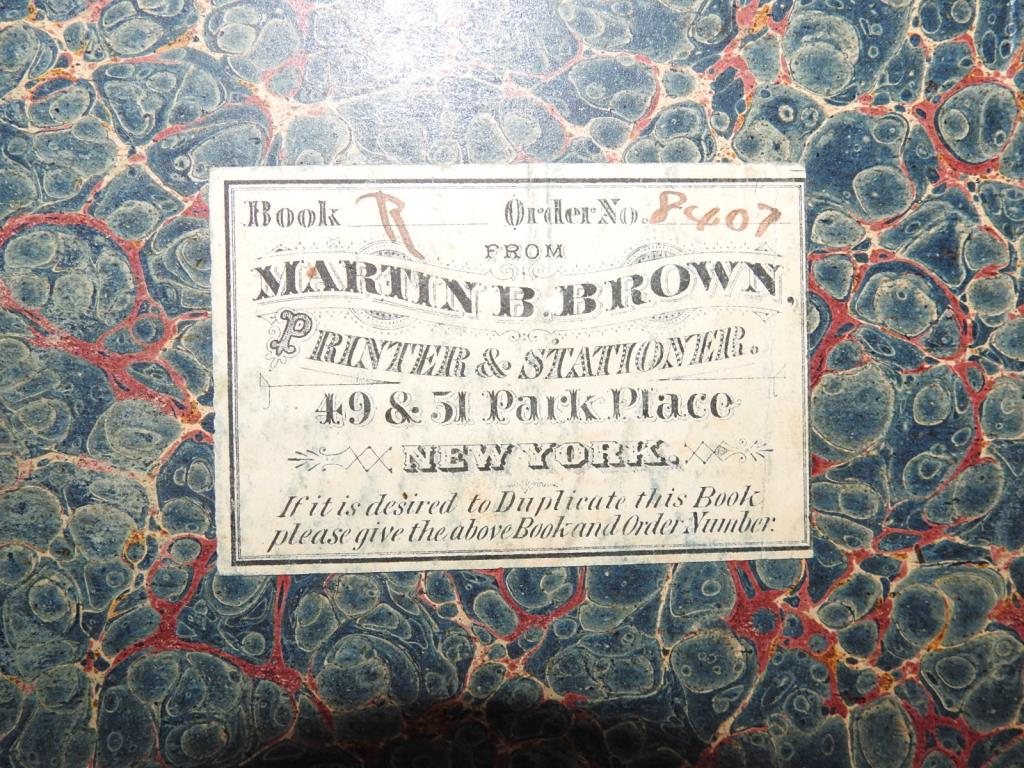 Book R Order No. 8407
FROM
MARTIN B. BROWN,
PRINTER & STATIONER.
49 & 51 Park Place
NEW YORK.
If it is desired to Duplicate this Book
please give the above Book and Order Number.